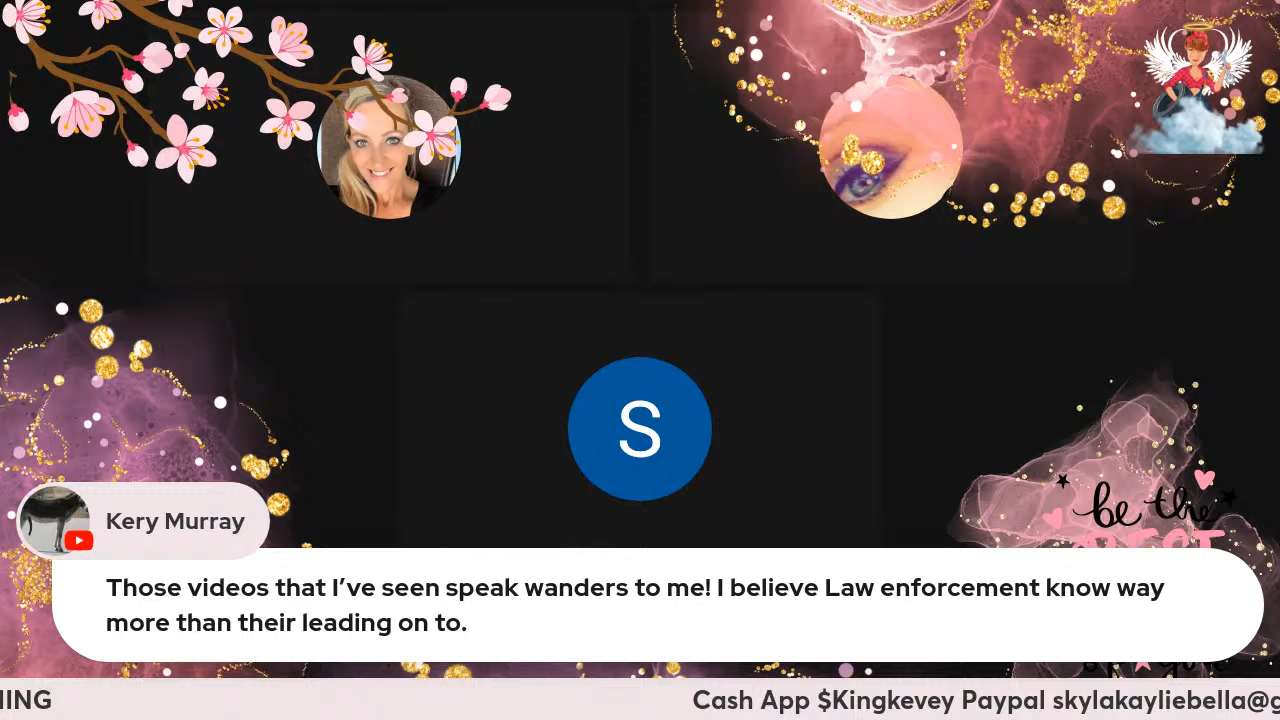 S
be the
Kery Murray
Those videos that I’ve seen speak wanders to me! I believe Law enforcement know way
more than their leading on to.
Cash App $Kingkevey Paypal skylakayliebella@g